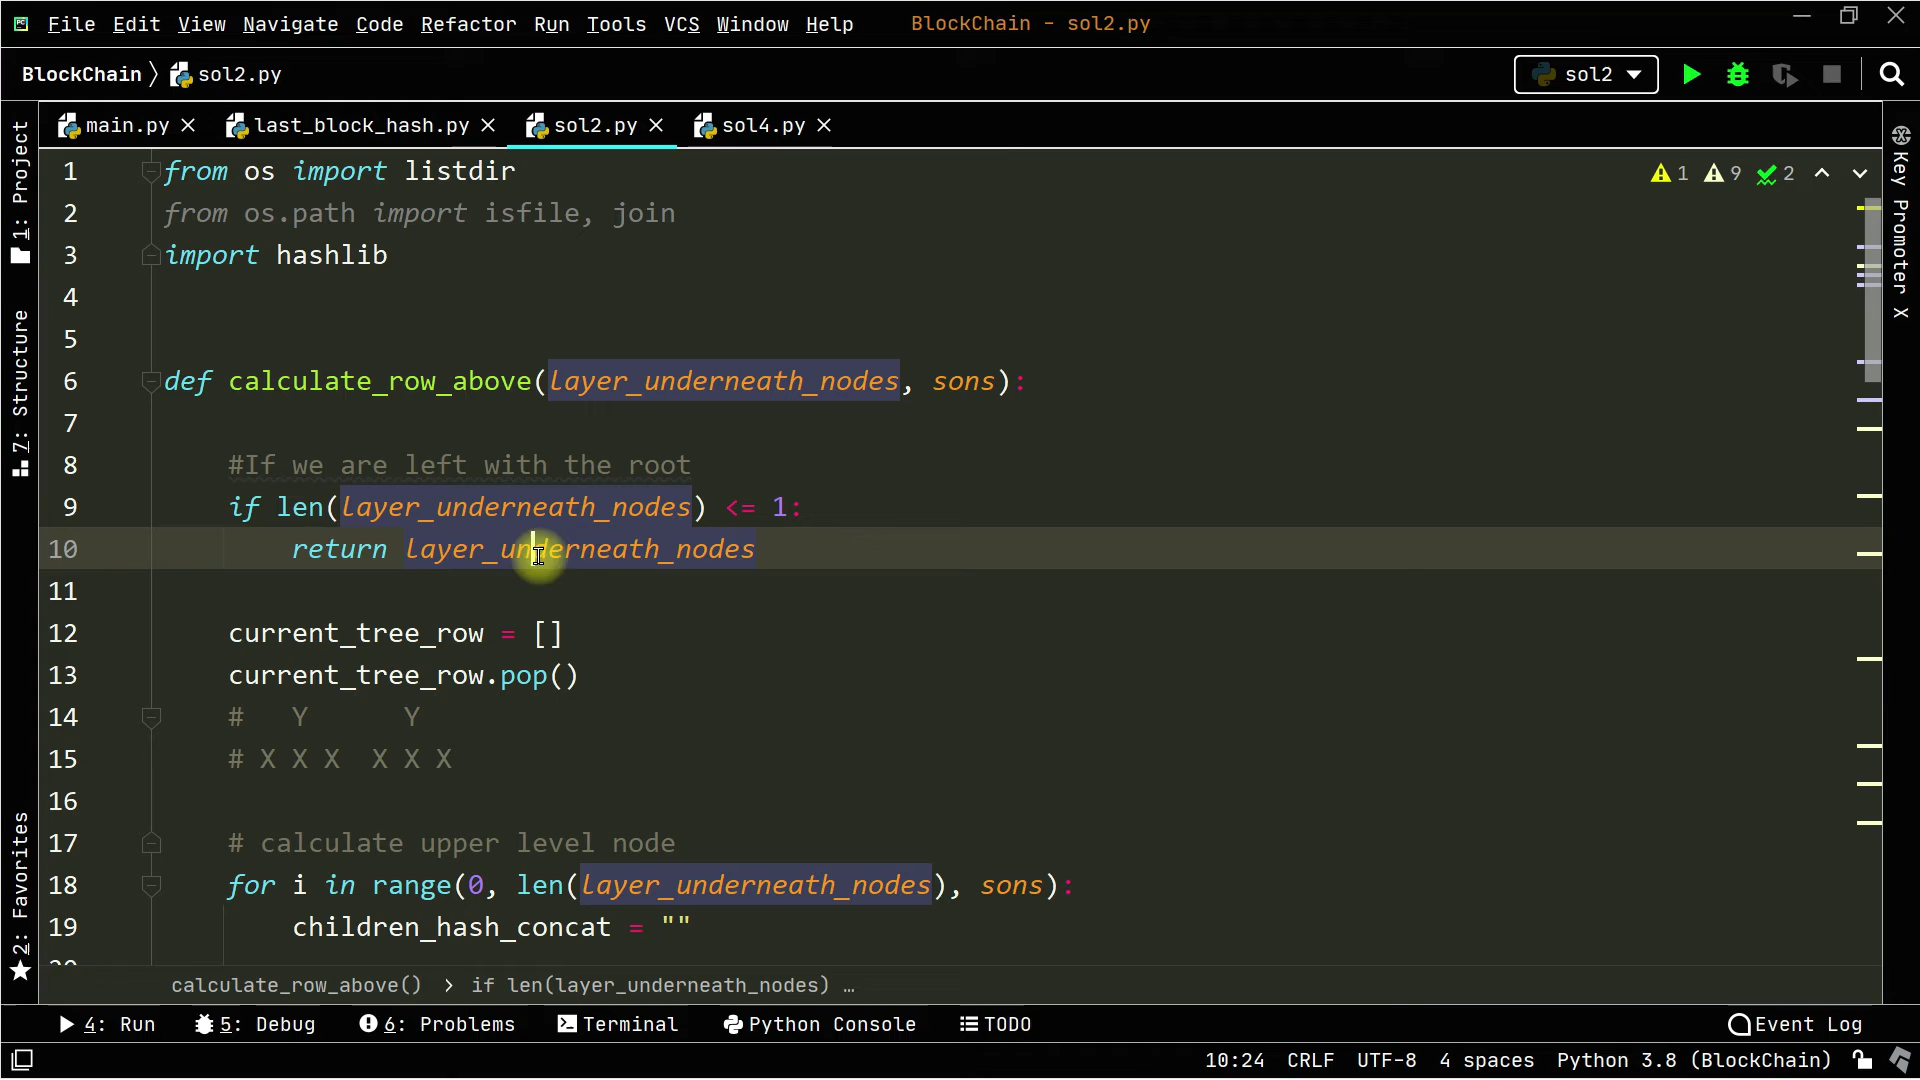 File Edit View Navigate Code Refactor Run Tools VCS Window Help BlockChain - sol2.py
BlockChain sol2.py sol2
main.py last_block_hash.py sol2.py sol4.py
1 from os import listdir 1 9 2
2 from os.path import isfile, join
3 import hashlib
4
5
6 def calculate_row_above(layer_underneath_nodes, sons):
7
8 #If we are left with the root
9 if len(layer_underneath_nodes) <= 1:
10 return layer_underneath_nodes
11
12 current_tree_row = []
13 current_tree_row.pop()
14 # Y Y
15 # X X X X X X
16
17 # calculate upper level node
18 for i in range(0, len(layer_underneath_nodes), sons):
19 children_hash_concat = ""
calculate_row_above() › if len(layer_underneath_nodes) …
4: Run 5: Debug 6: Problems Terminal Python Console TODO Event Log
10:24 CRLF UTF-8 4 spaces Python 3.8 (BlockChain)
1: Project
7: Structure
2: Favorites
Key Promoter X